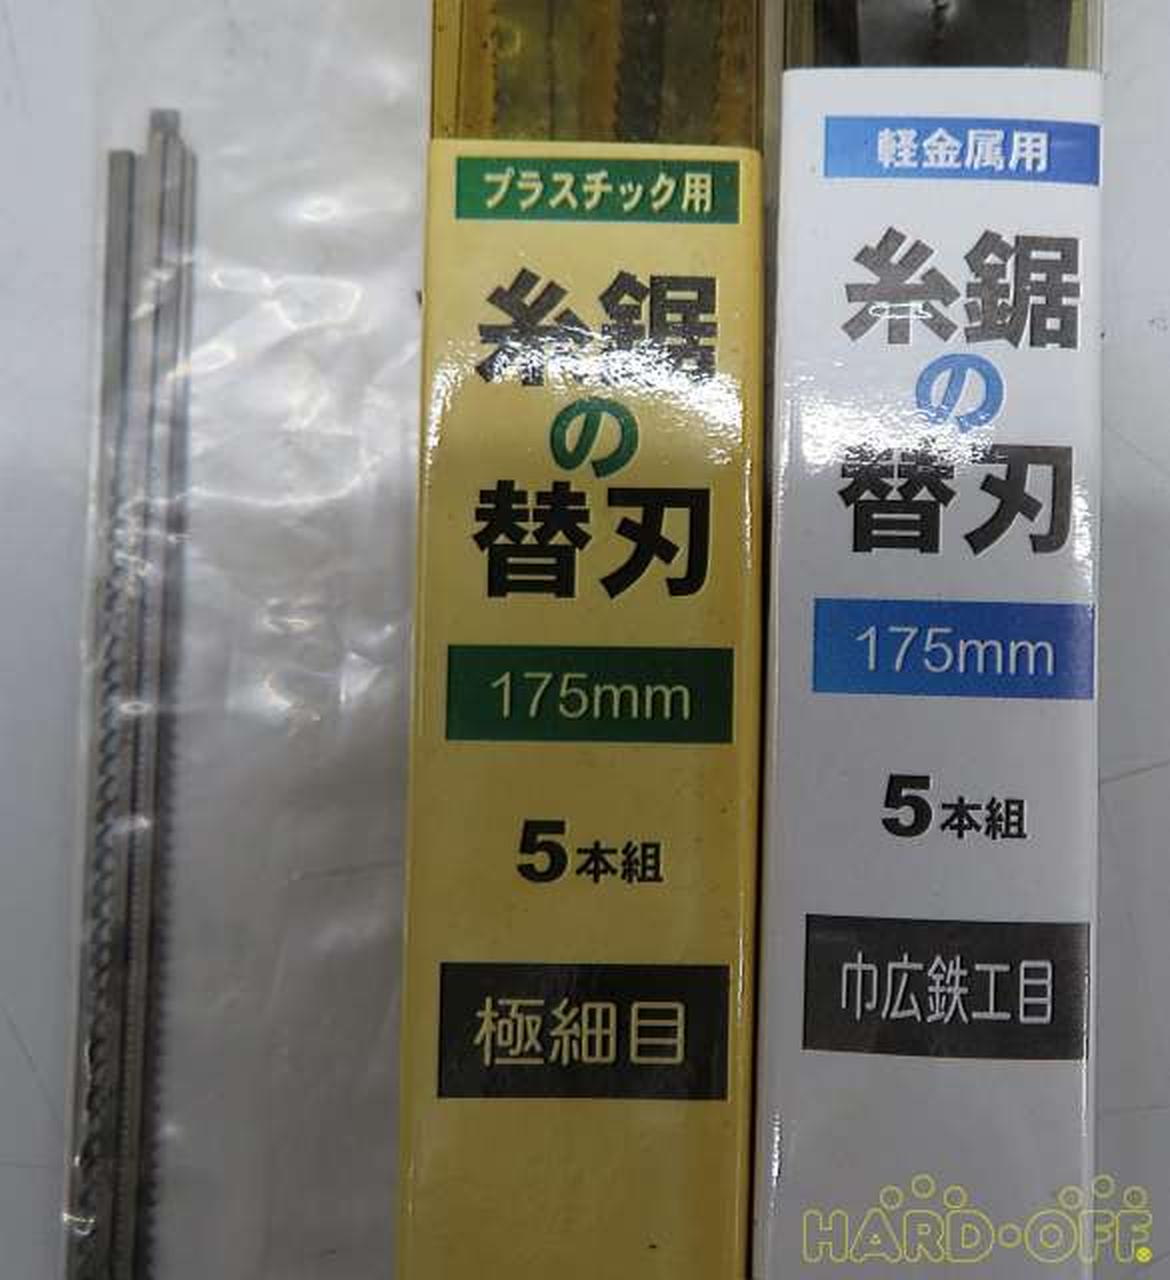 プラスチック用
糸鋸
の
替刃
175mm
5本組
極細目
軽金属用
糸鋸
の
替刃
175mm
5本組
巾広鉄工目
HARD・OFF